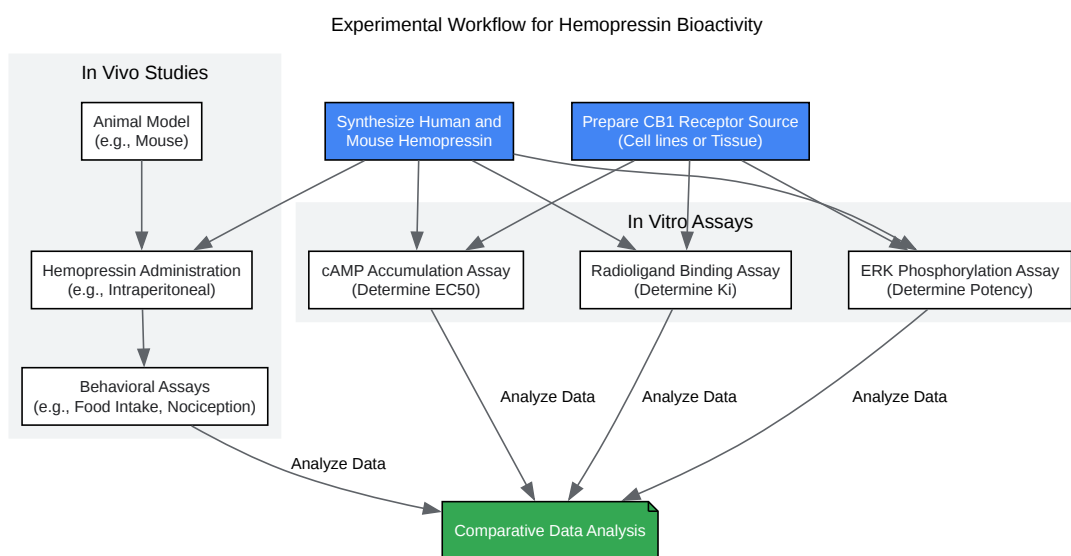 Experimental Workflow for Hemopressin Bioactivity
In Vivo Studies
Animal Model
(e.g., Mouse)
Synthesize Human and
Mouse Hemopressin
Prepare CB1 Receptor Source
(Cell lines or Tissue)
In Vitro Assays
Hemopressin Administration
(e.g., Intraperitoneal)
cAMP Accumulation Assay
(Determine EC50)
Radioligand Binding Assay
(Determine Ki)
ERK Phosphorylation Assay
(Determine Potency)
Behavioral Assays
(e.g., Food Intake, Nociception)
Analyze Data
Analyze Data
Analyze Data
Analyze Data
Comparative Data Analysis